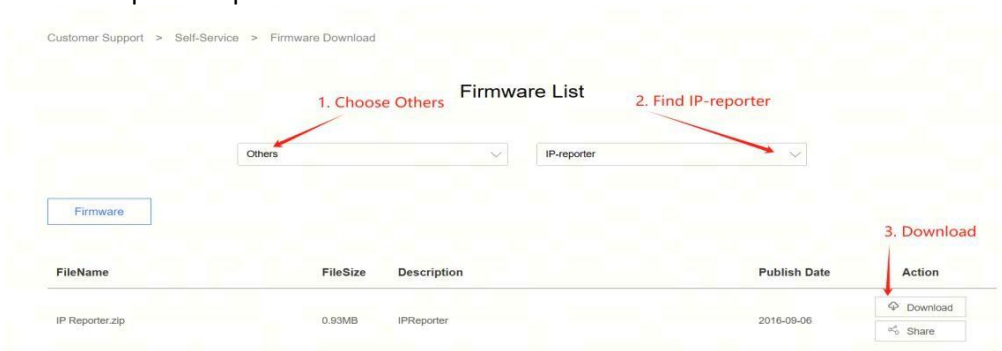 Customer Support > Self-Service > Firmware Download
Firmware List
1. Choose Others
2. Find IP-reporter
Others
IP-reporter
Firmware
3. Download
FileName FileSize Description Publish Date Action
IP Reporter.zip 0.93MB IPReporter 2016-09-06
Download
Share